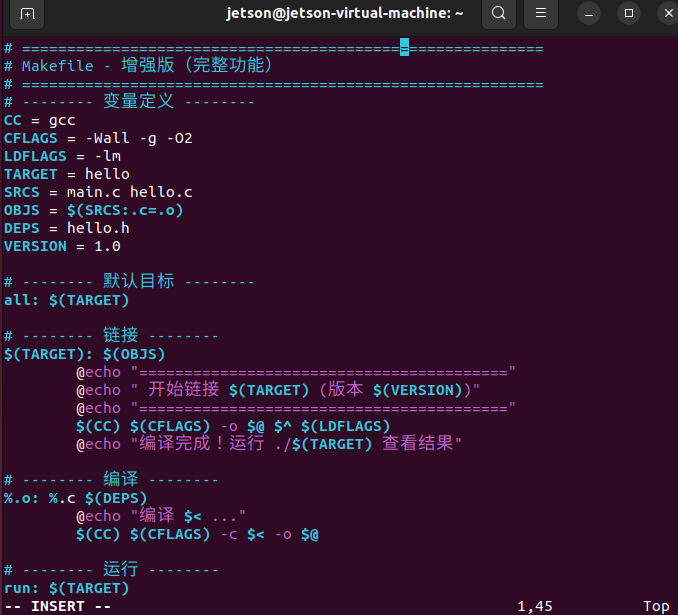 jetson@jetson-virtual-machine: ~
# ==========================================================
# Makefile - 增强版（完整功能）
# ==========================================================
# -------- 变量定义 --------
CC = gcc
CFLAGS = -Wall -g -O2
LDFLAGS = -lm
TARGET = hello
SRCS = main.c hello.c
OBJS = $(SRCS:.c=.o)
DEPS = hello.h
VERSION = 1.0
# -------- 默认目标 --------
all: $(TARGET)
# -------- 链接 --------
$(TARGET): $(OBJS)
@echo "========================================="
@echo " 开始链接 $(TARGET) (版本 $(VERSION))"
@echo "========================================="
$(CC) $(CFLAGS) -o $@ $^ $(LDFLAGS)
@echo "编译完成！运行 ./$(TARGET) 查看结果"
# -------- 编译 --------
%.o: %.c $(DEPS)
@echo "编译 $< ..."
$(CC) $(CFLAGS) -c $< -o $@
# -------- 运行 --------
run: $(TARGET)
-- INSERT -- 1,45 Top